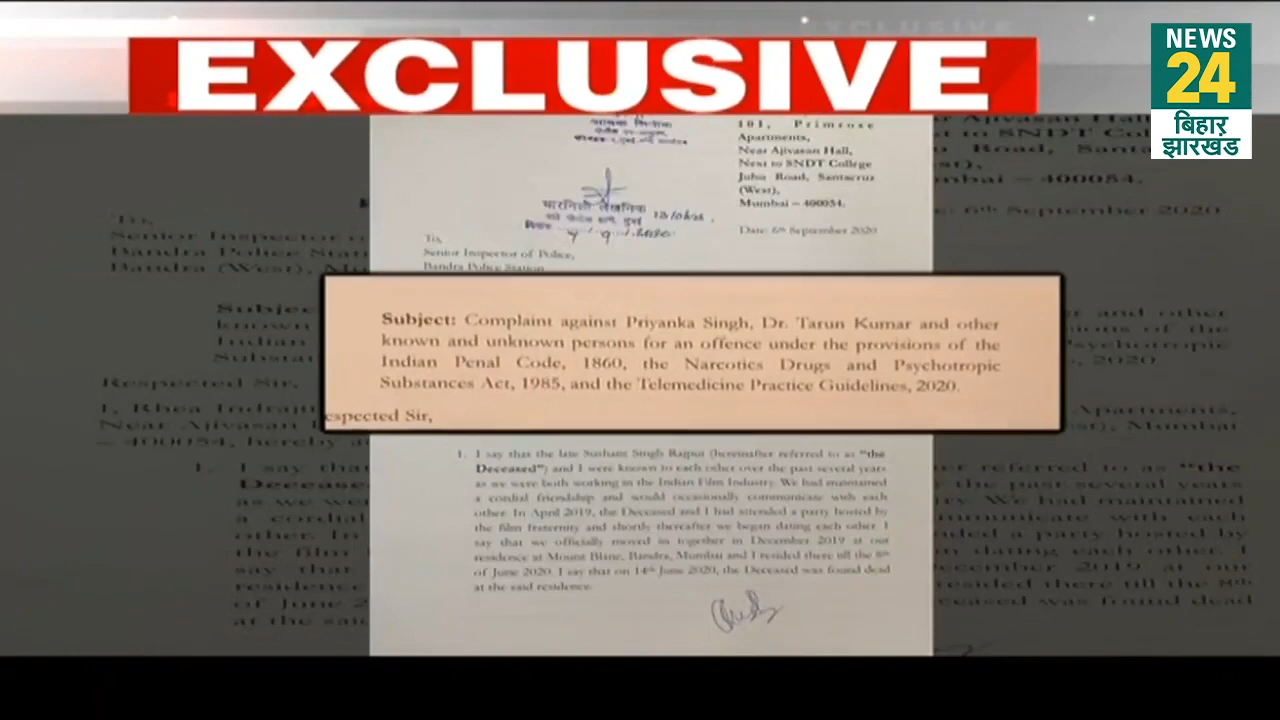 EXCLUSIVE
NEWS
24
बिहार
झारखंड
101, Primrose
Apartments,
Near Ajivasan Hall,
Next to SNDT College
Juhu Road, Santacruz
(West),
Mumbai – 400054.
Date: 6th September 2020
To,
Senior Inspector of Police,
Bandra Police Station
Subject: Complaint against Priyanka Singh, Dr. Tarun Kumar and other
known and unknown persons for an offence under the provisions of the
Indian Penal Code, 1860, the Narcotics Drugs and Psychotropic
Substances Act, 1985, and the Telemedicine Practice Guidelines, 2020.
espected Sir,
1. I say that the late Sushant Singh Rajput (hereinafter referred to as "the
Deceased") and I were known to each other over the past several years
as we were both working in the Indian Film Industry. We had maintained
a cordial friendship and would occasionally communicate with each
other. In April 2019, the Deceased and I had attended a party hosted by
the film fraternity and shortly thereafter we began dating each other. I
say that we officially moved in together in December 2019 at our
residence at Mount Blanc, Bandra, Mumbai and I resided there till the 8th
of June 2020. I say that on 14th June 2020, the Deceased was found dead
at the said residence.